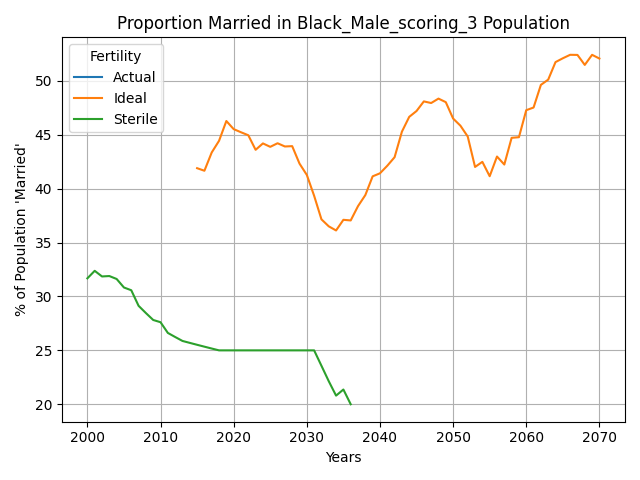 Proportion Married in Black_Male_scoring_3 Population
% of Population 'Married'
Fertility
Actual
Ideal
Sterile
50
45
40
35
30
25
20
2000 2010 2020 2030 2040 2050 2060 2070
Years